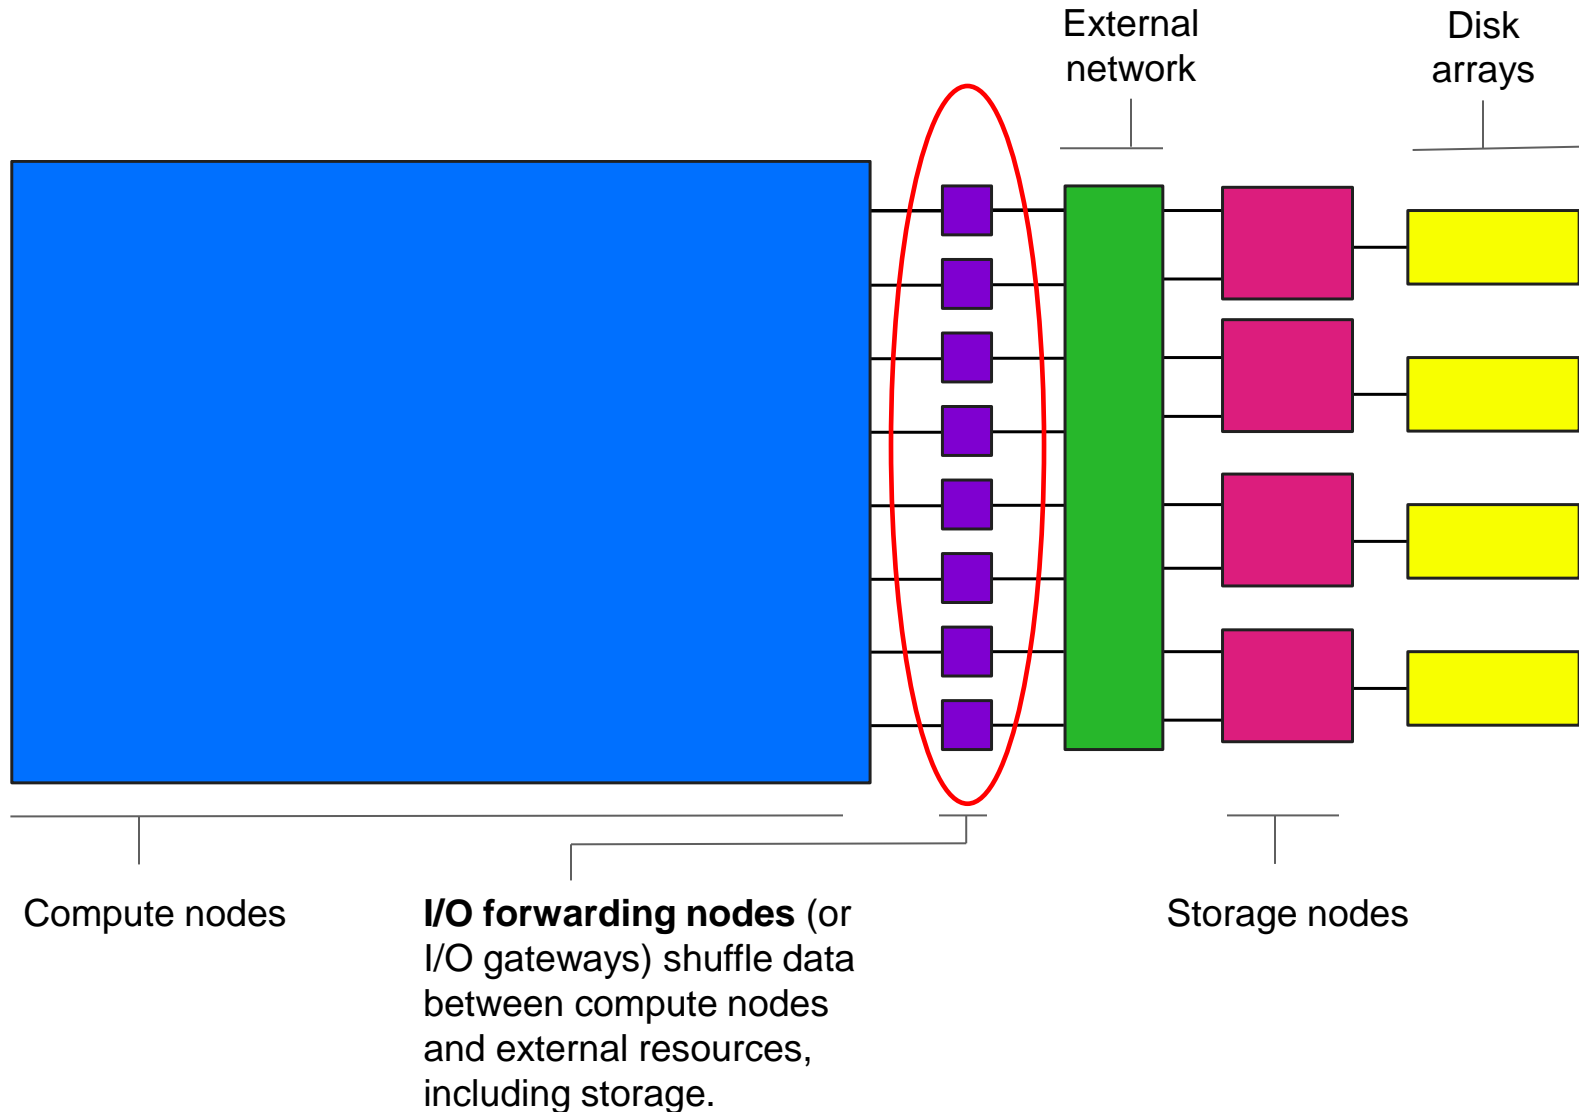 External
network
Disk
arrays
Compute nodes
I/O forwarding nodes (or
I/O gateways) shuffle data
between compute nodes
and external resources,
including storage.
Storage nodes